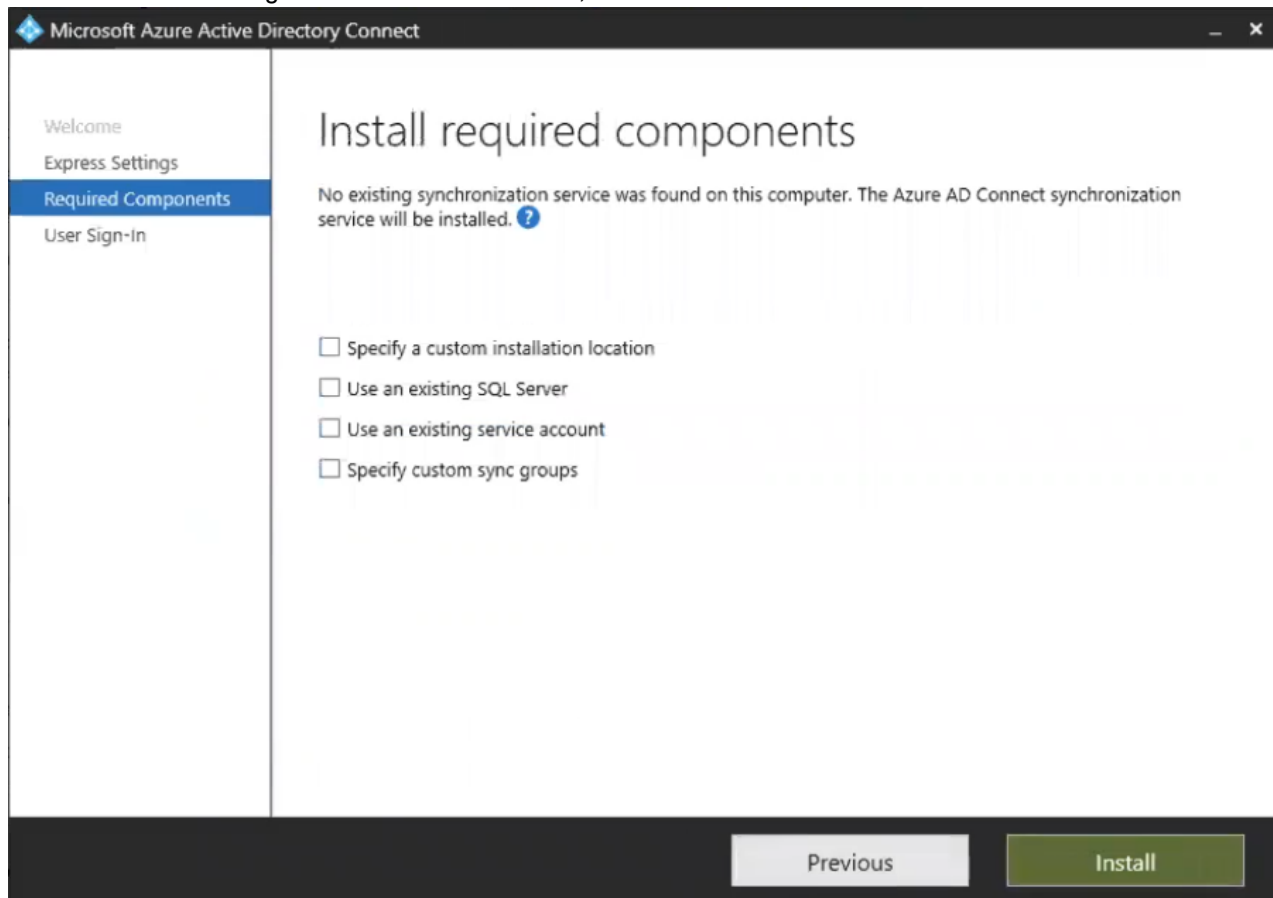 Microsoft Azure Active Directory Connect
Welcome
Express Settings
Required Components
User Sign-In
Install required components
No existing synchronization service was found on this computer. The Azure AD Connect synchronization
service will be installed. ?
Specify a custom installation location
Use an existing SQL Server
Use an existing service account
Specify custom sync groups
Previous
Install